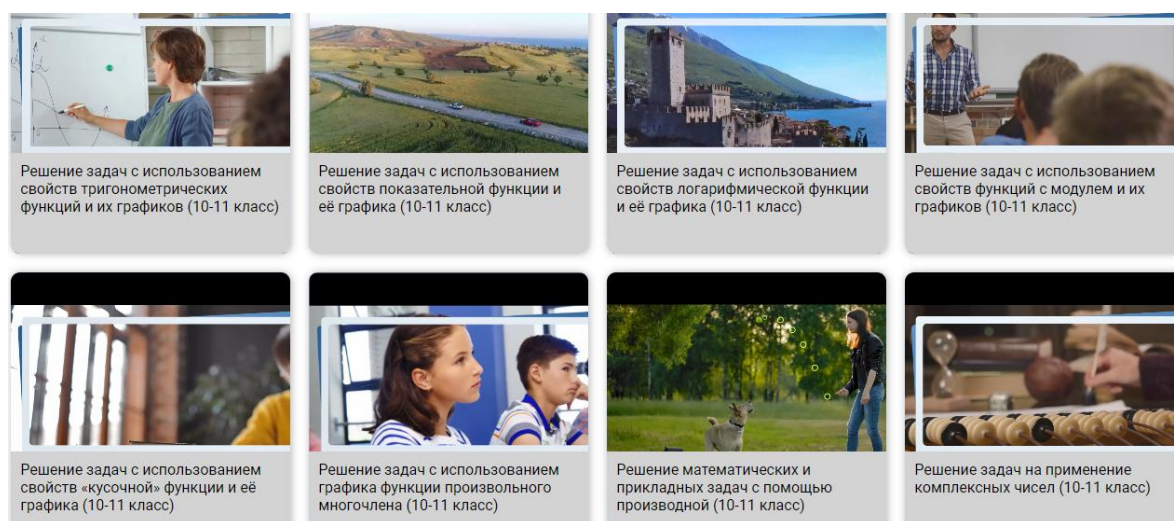 Решение задач с использованием
свойств тригонометрических
функций и их графиков (10-11 класс)
Решение задач с использованием
свойств показательной функции и
её графика (10-11 класс)
Решение задач с использованием
свойств логарифмической функции
и её графика (10-11 класс)
Решение задач с использованием
свойств функций с модулем и их
графиков (10-11 класс)
Решение задач с использованием
свойств «кусочной» функции и её
графика (10-11 класс)
Решение задач с использованием
графика функции произвольного
многочлена (10-11 класс)
Решение математических и
прикладных задач с помощью
производной (10-11 класс)
Решение задач на применение
комплексных чисел (10-11 класс)